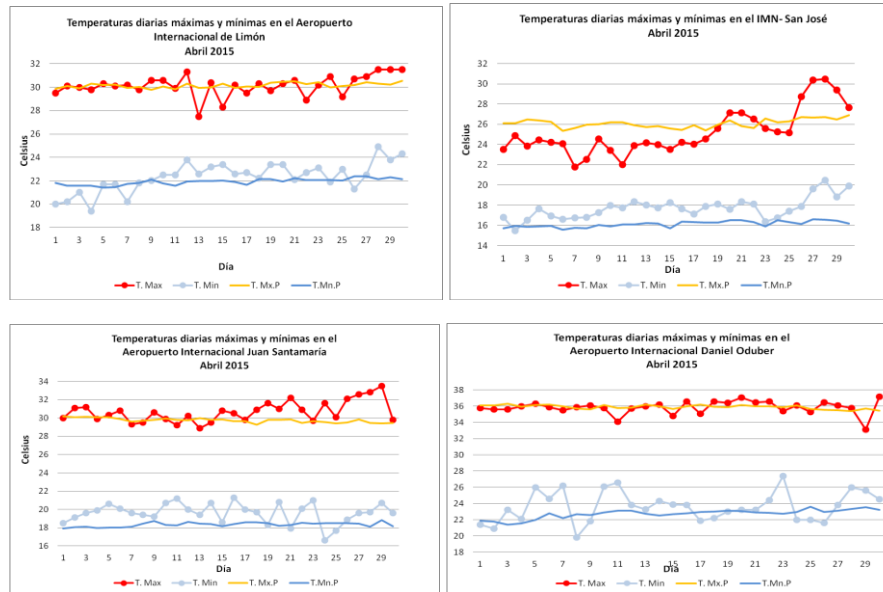 Temperaturas diarias máximas y mínimas en el Aeropuerto
Internacional de Limón
Abril 2015
Celsius
32
30
28
26
24
22
20
18
1 3 5 7 9 11 13 15 17 19 21 23 25 27 29
Día
T. Max T. Min T. Mx.P T.Mn.P
Temperaturas diarias máximas y mínimas en el IMN- San José
Abril 2015
Celsius
32
30
28
26
24
22
20
18
16
14
1 3 5 7 9 11 13 15 17 19 21 23 25 27 29
Día
T. Max T. Min T. Mx.P T.Mn.P
Temperaturas diarias máximas y mínimas en el
Aeropuerto Internacional Juan Santamaría
Abril 2015
Celsius
34
32
30
28
26
24
22
20
18
16
1 3 5 7 9 11 13 15 17 19 21 23 25 27 29
Día
T. Max T. Min T. Mx.P T.Mn.P
Temperaturas diarias máximas y mínimas en el
Aeropuerto Internacional Daniel Oduber
Abril 2015
Celsius
38
36
34
32
30
28
26
24
22
20
18
1 3 5 7 9 11 13 15 17 19 21 23 25 27 29
Día
T. Max T. Min T. Mx.P T.Mn.P